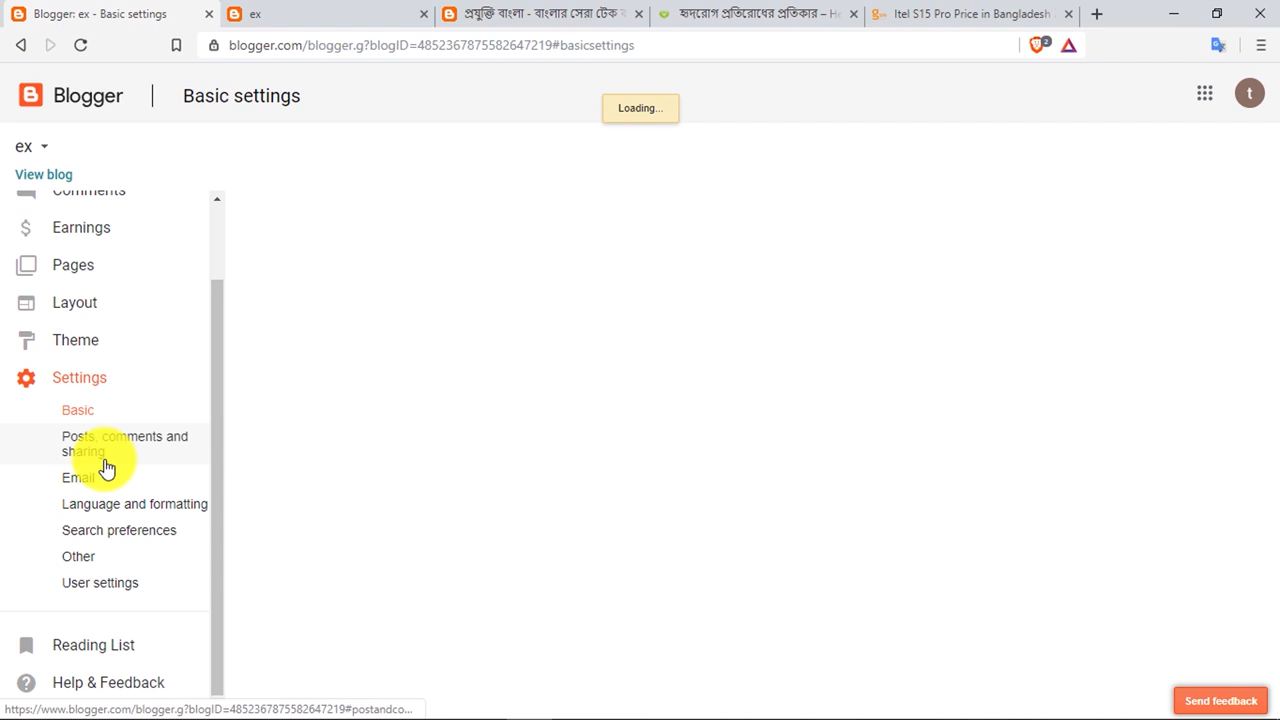 Blogger: ex - Basic settings
ex
প্রযুক্তি বাংলা - বাংলার সেরা টেক ব
হৃদরোগ প্রতিরোধের প্রতিকার – He
Itel S15 Pro Price in Bangladesh
blogger.com/blogger.g?blogID=4852367875582647219#basicsettings
2
Blogger
Basic settings
t
Loading...
ex
View blog
Comments
Earnings
Pages
Layout
Theme
Settings
Basic
Posts, comments and
sharing
Email
Language and formatting
Search preferences
Other
User settings
Reading List
Help & Feedback
https://www.blogger.com/blogger.g?blogID=4852367875582647219#postandco...
Send feedback